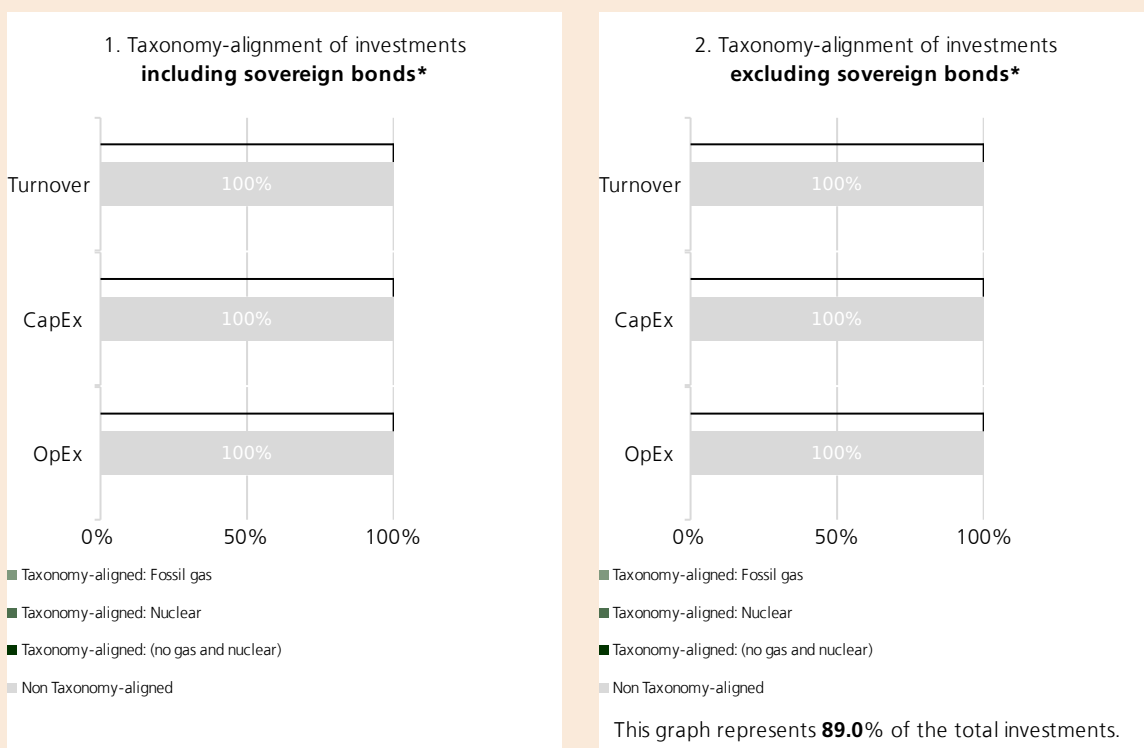 1. Taxonomy-alignment of investments
including sovereign bonds*
Turnover
100%
CapEx
100%
OpEx
100%
0% 50% 100%
Taxonomy-aligned: Fossil gas
Taxonomy-aligned: Nuclear
Taxonomy-aligned: (no gas and nuclear)
Non Taxonomy-aligned
2. Taxonomy-alignment of investments
excluding sovereign bonds*
Turnover
100%
CapEx
100%
OpEx
100%
0% 50% 100%
Taxonomy-aligned: Fossil gas
Taxonomy-aligned: Nuclear
Taxonomy-aligned: (no gas and nuclear)
Non Taxonomy-aligned
This graph represents 89.0% of the total investments.